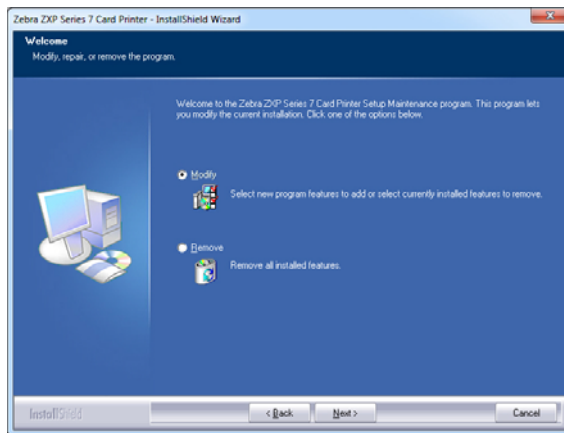 Zebra ZXP Series 7 Card Printer - InstallShield Wizard
Welcome
Modify, repair, or remove the program.
Welcome to the Zebra ZXP Series 7 Card Printer Setup Maintenance program. This program lets
you modify the current installation. Click one of the options below.
Modify
Select new program features to add or select currently installed features to remove.
Remove
Remove all installed features.
InstallShield
< Back
Next >
Cancel